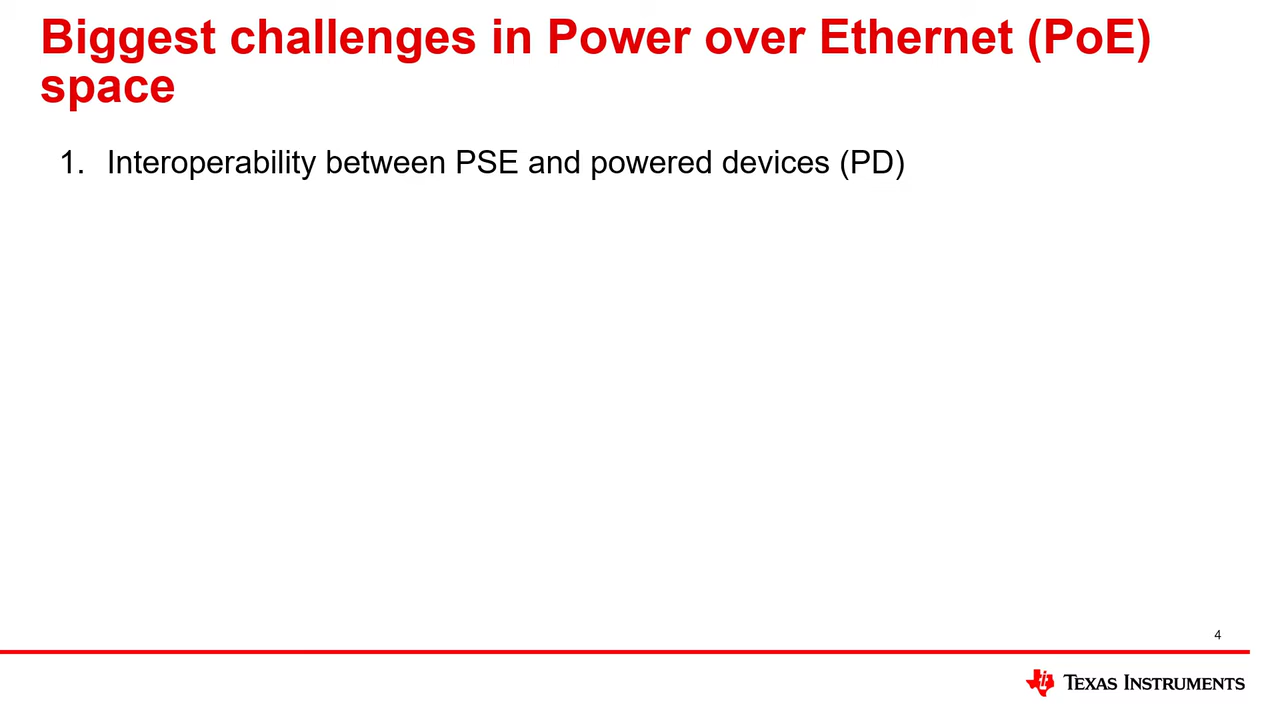 Biggest challenges in Power over Ethernet (PoE)
space
1. Interoperability between PSE and powered devices (PD)
4
TEXAS INSTRUMENTS